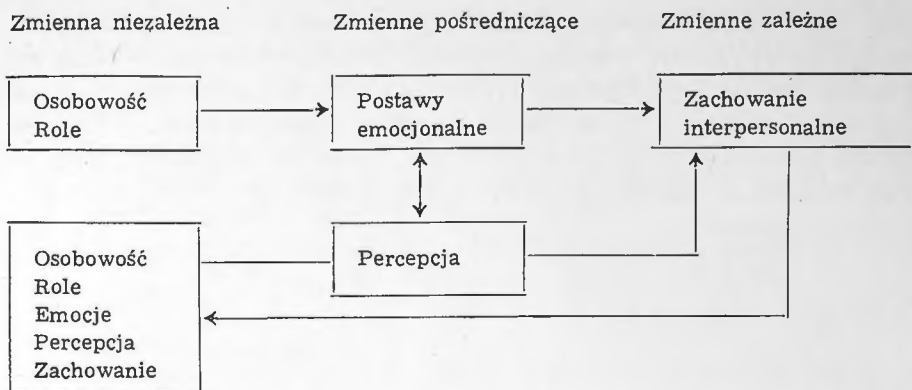 Zmienna niezależna
Zmienne pośredniczące
Zmienne zależne
Osobowość
Role
Postawy
emocjonalne
Zachowanie
interpersonalne
Osobowość
Role
Emocje
Percepcja
Zachowanie
Percepcja